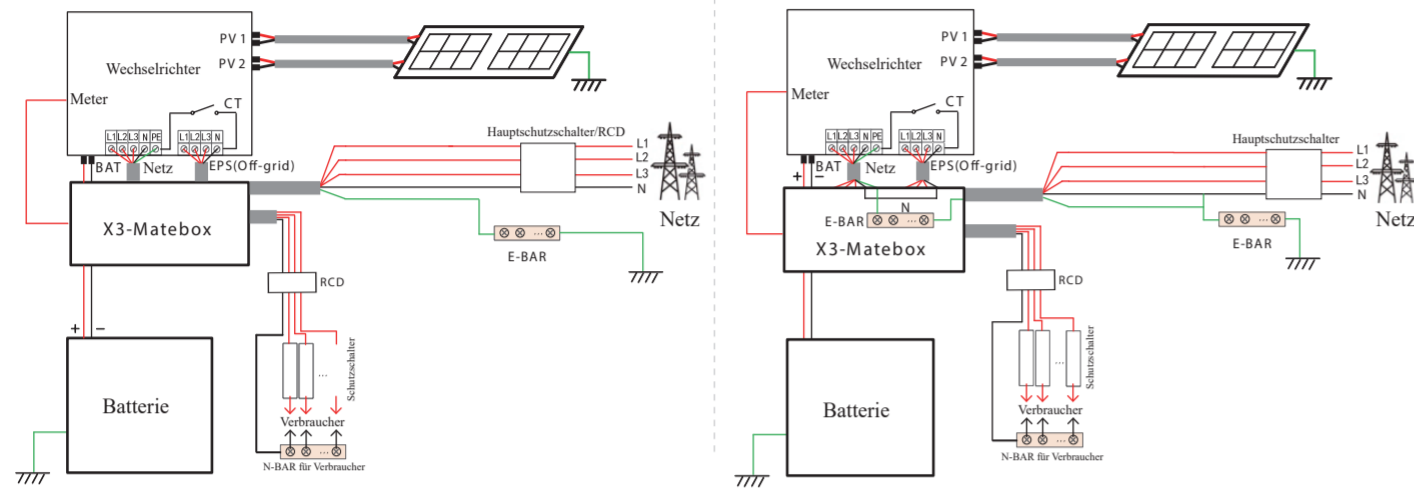 PV 1
PV 2
Wechselrichter
Meter
CT
L1 L2 L3 N PE
L1 L2 L3 N
BAT
Netz
EPS(Off-grid)
Hauptschutzschalter/RCD
L1
L2
L3
N
Netz
X3-Matebox
E-BAR
RCD
+ −
Schutzschalter
...
Batterie
Verbraucher
N-BAR für Verbraucher
PV 1
PV 2
Wechselrichter
Meter
CT
L1 L2 L3 N PE
L1 L2 L3 N
BAT
Netz
EPS(Off-grid)
+ −
Hauptschutzschalter
L1
L2
L3
N
Netz
N
E-BAR
X3-Matebox
E-BAR
RCD
Schutzschalter
...
Batterie
Verbraucher
N-BAR für Verbraucher